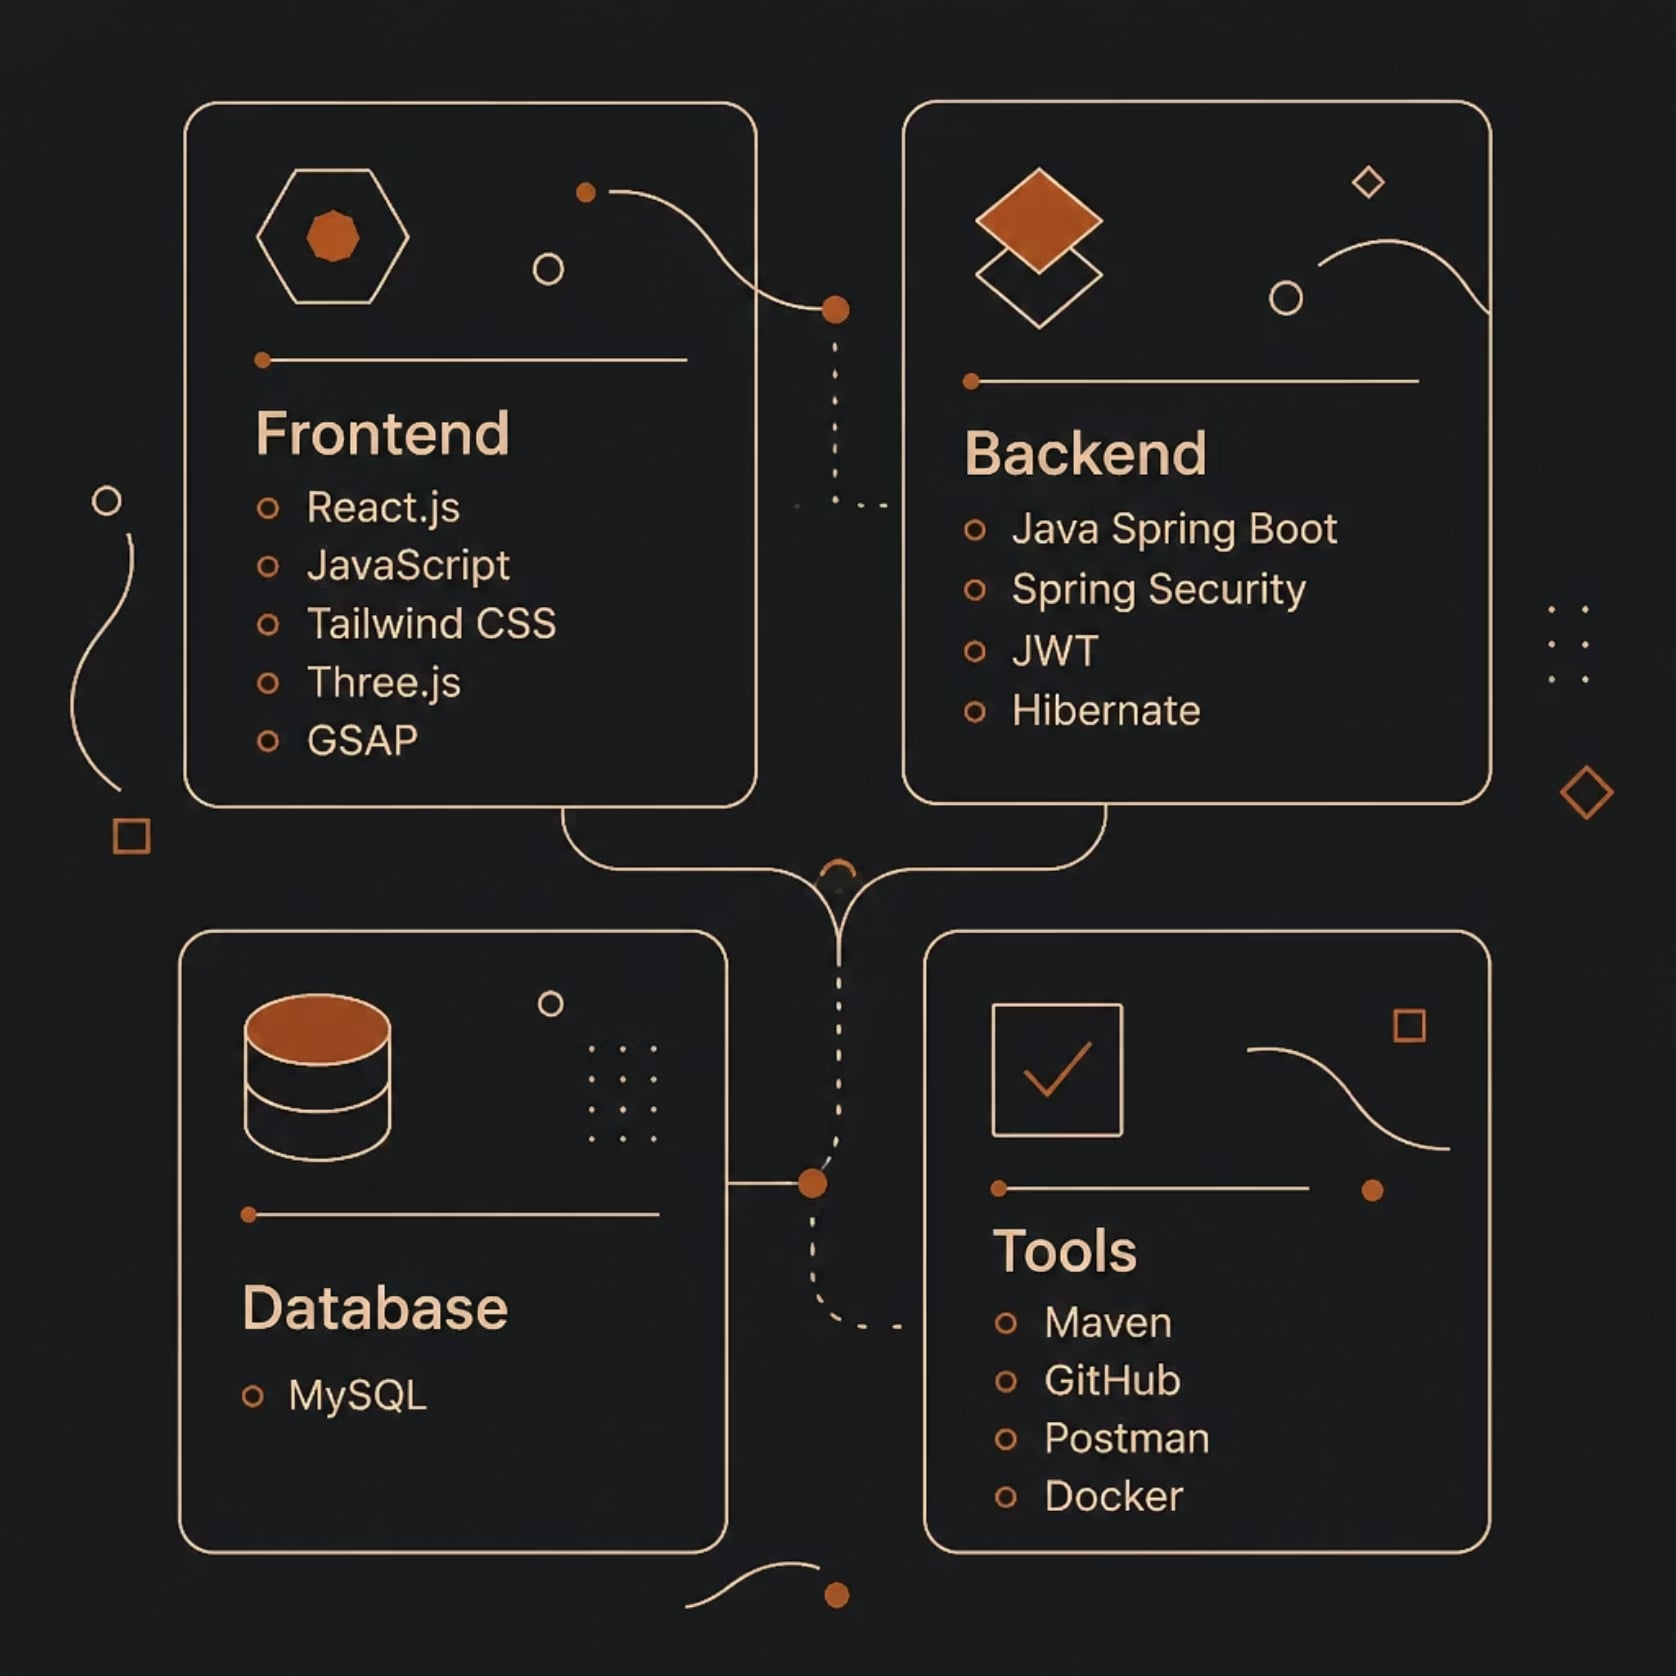 Frontend
React.js
JavaScript
Tailwind CSS
Three.js
GSAP
Backend
Java Spring Boot
Spring Security
JWT
Hibernate
Database
MySQL
Tools
Maven
GitHub
Postman
Docker